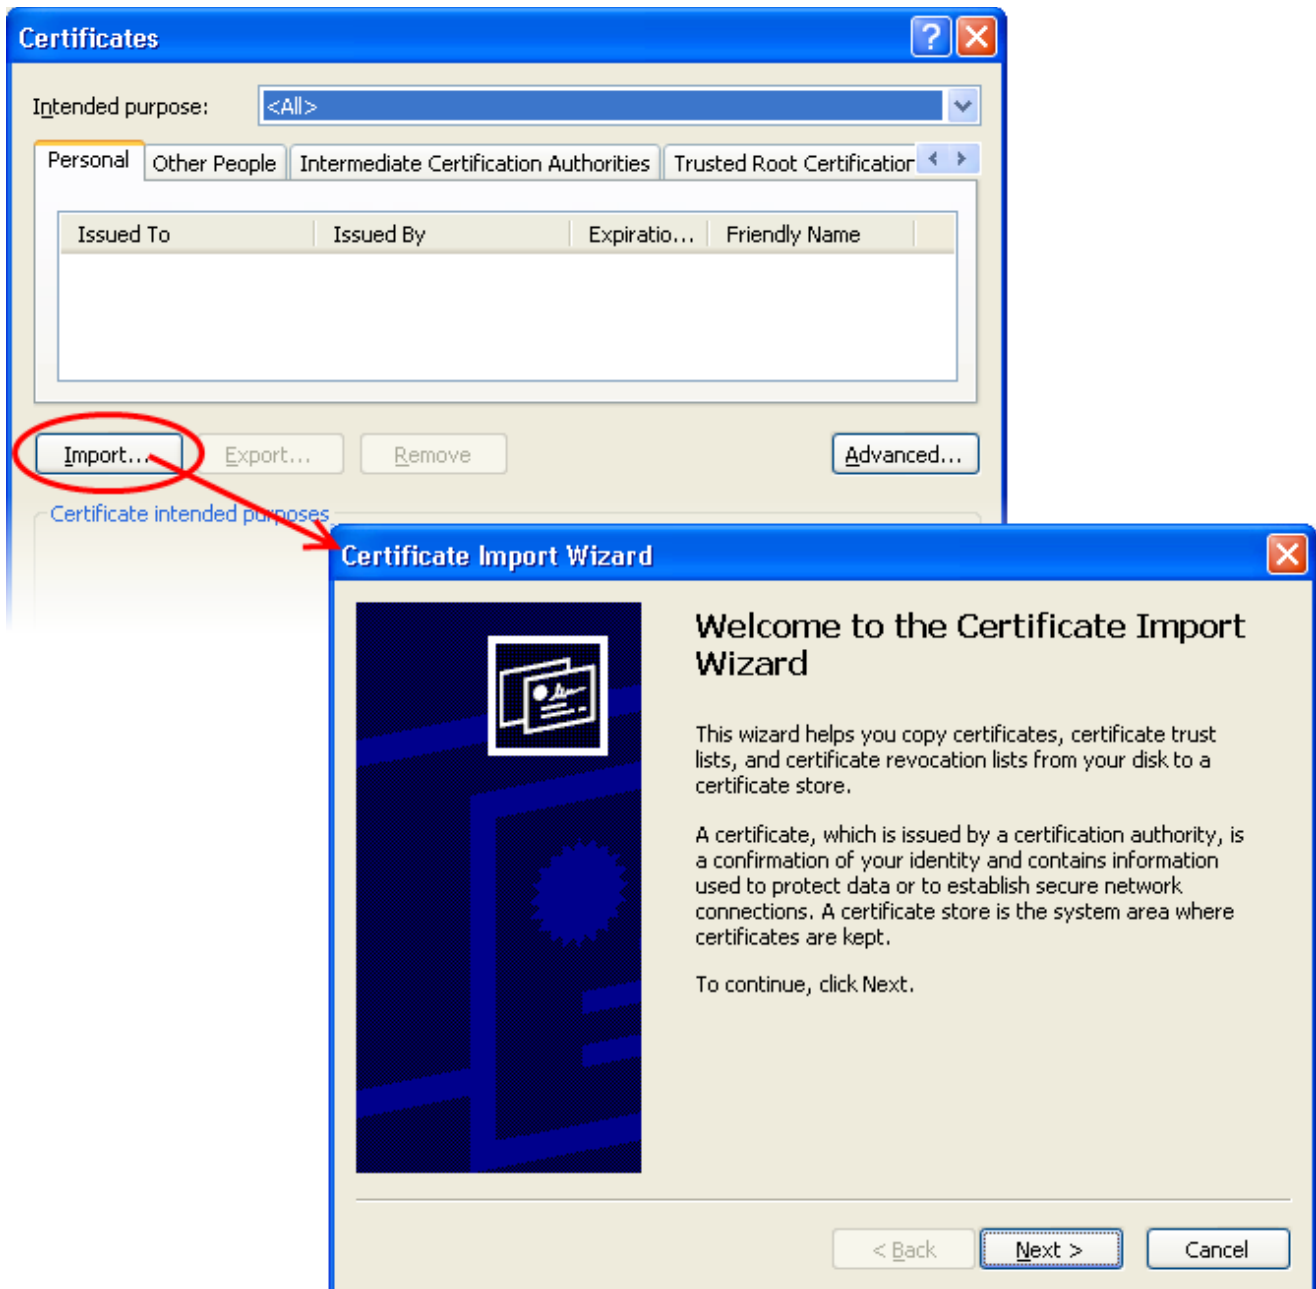 Certificates
Intended purpose: <All>
Personal Other People Intermediate Certification Authorities Trusted Root Certification
Issued To Issued By Expiratio... Friendly Name
Import... Export... Remove Advanced...
Certificate intended purposes
Certificate Import Wizard
Welcome to the Certificate Import
Wizard
This wizard helps you copy certificates, certificate trust
lists, and certificate revocation lists from your disk to a
certificate store.
A certificate, which is issued by a certification authority, is
a confirmation of your identity and contains information
used to protect data or to establish secure network
connections. A certificate store is the system area where
certificates are kept.
To continue, click Next.
< Back Next > Cancel